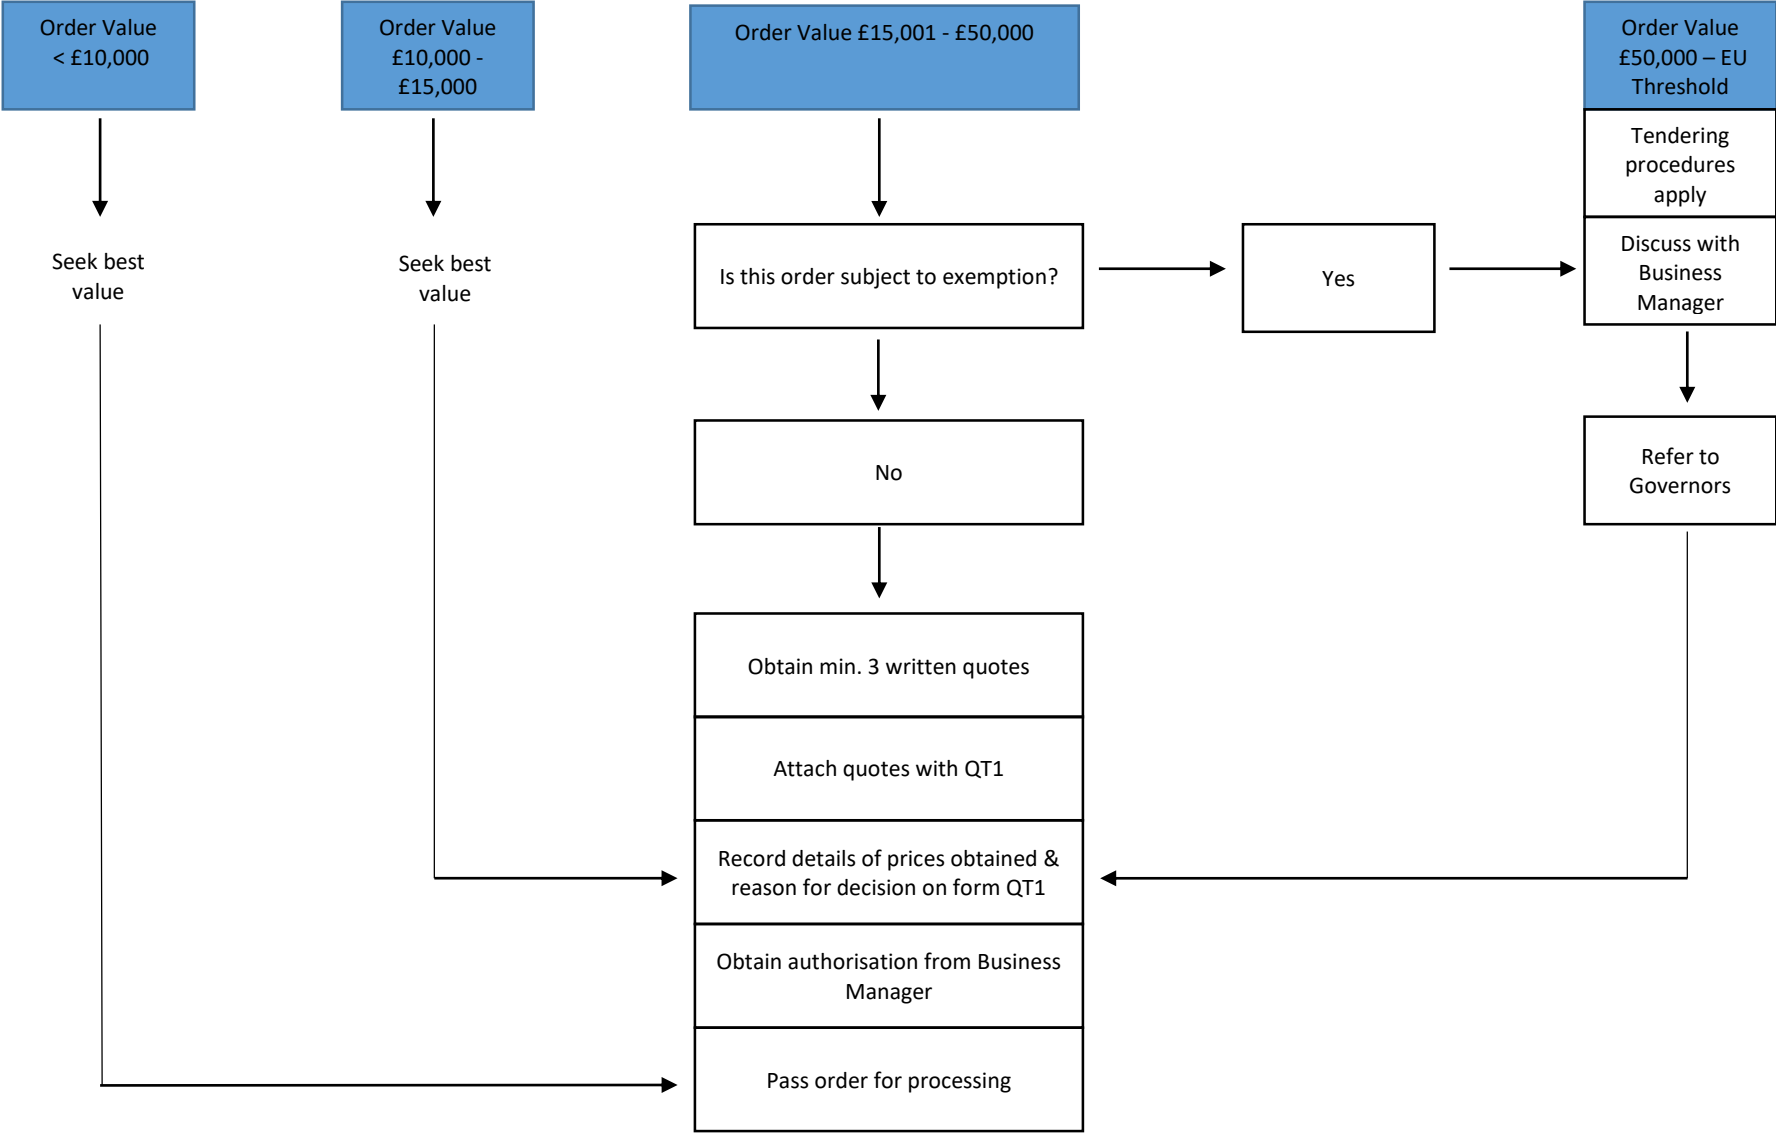 Order Value
< £10,000
Order Value
£10,000 -
£15,000
Order Value £15,001 - £50,000
Order Value
£50,000 – EU
Threshold
Tendering
procedures
apply
Seek best
value
Seek best
value
Is this order subject to exemption?
Yes
Discuss with
Business
Manager
No
Refer to
Governors
Obtain min. 3 written quotes
Attach quotes with QT1
Record details of prices obtained &
reason for decision on form QT1
Obtain authorisation from Business
Manager
Pass order for processing